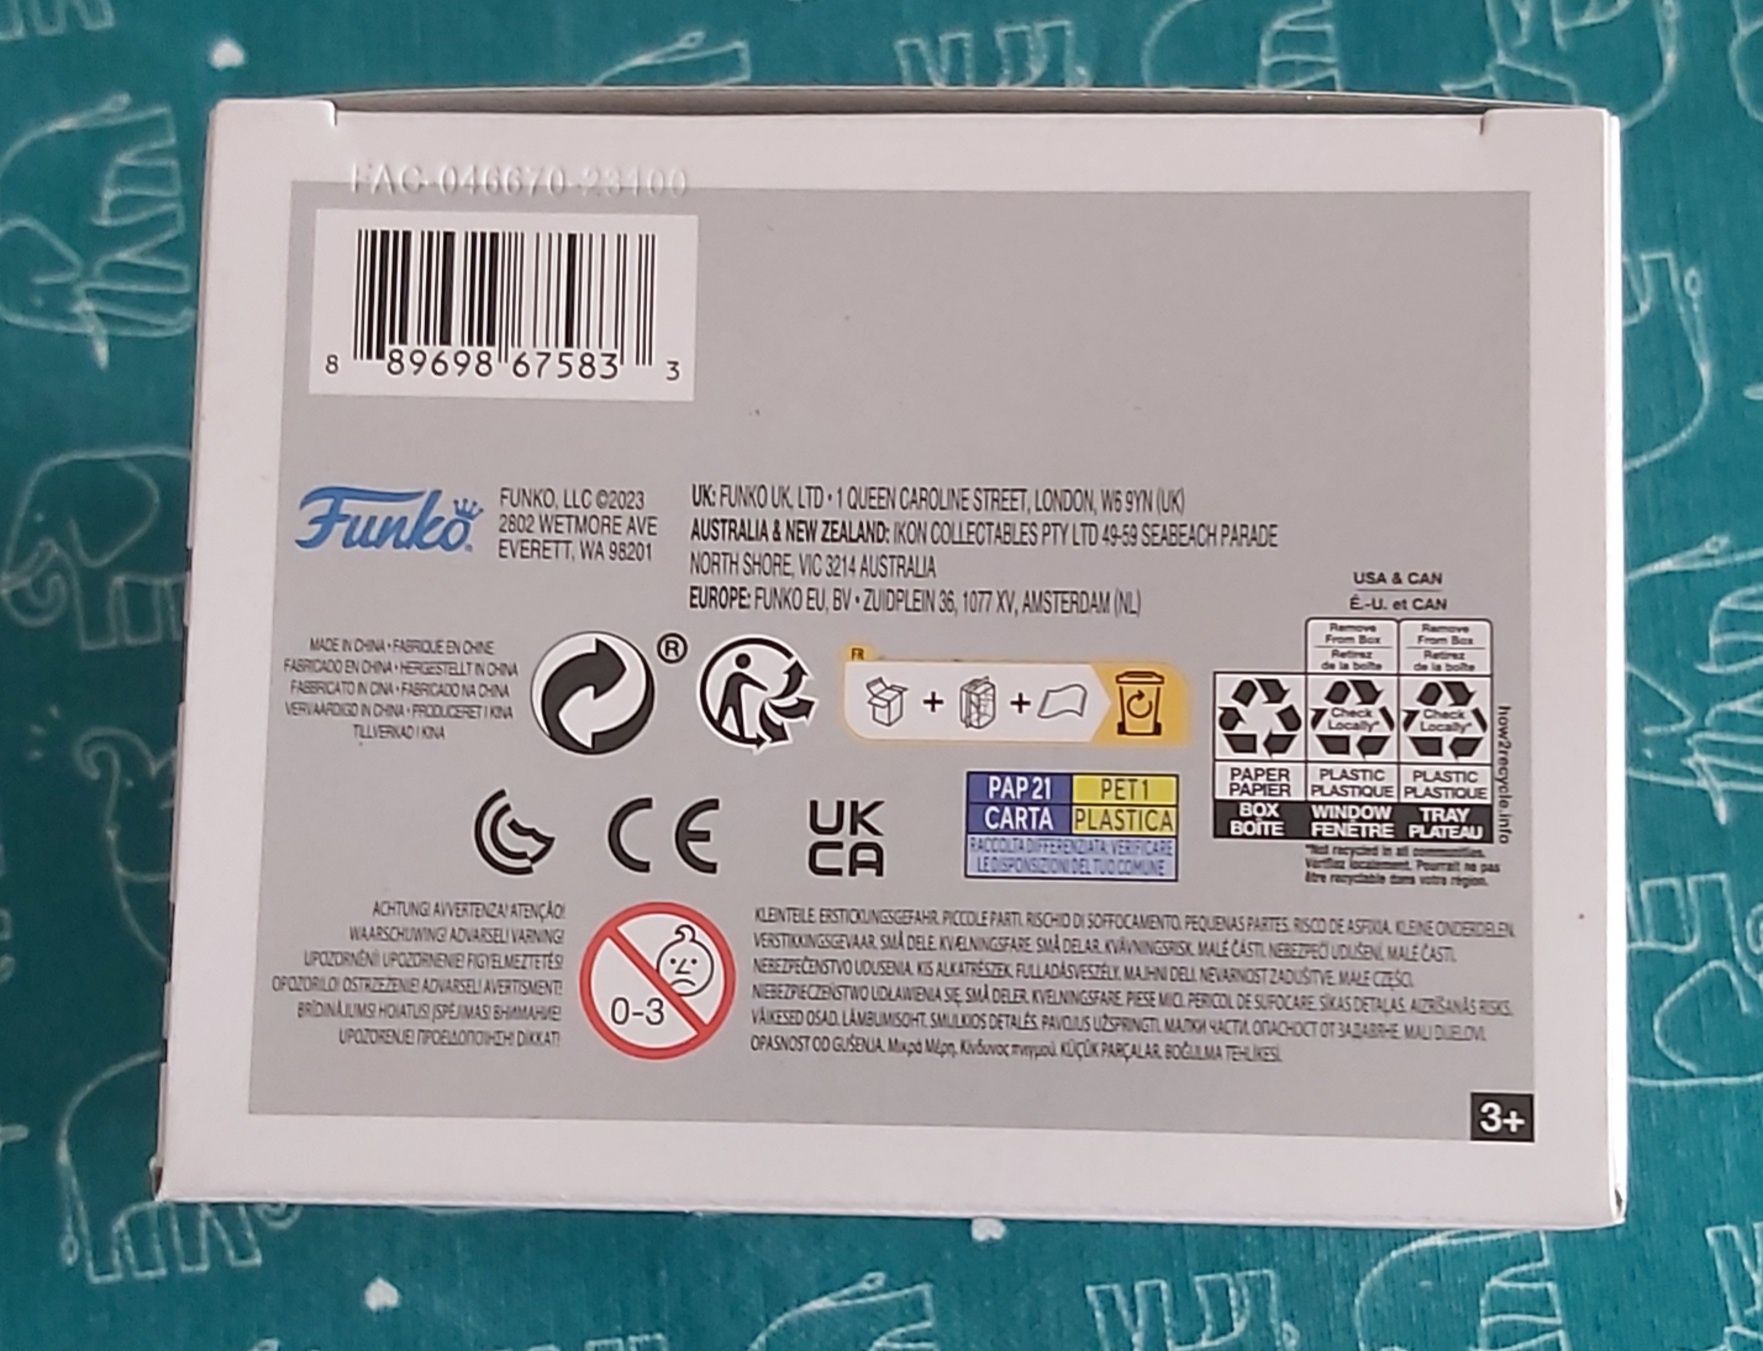 FAC-046670-23100
8 89698 67583 3
Funko
FUNKO, LLC ©2023
2802 WETMORE AVE
EVERETT, WA 98201
UK: FUNKO UK, LTD • 1 QUEEN CAROLINE STREET, LONDON, W6 9YN (UK)
AUSTRALIA & NEW ZEALAND: IKON COLLECTABLES PTY LTD 49-59 SEABEACH PARADE
NORTH SHORE, VIC 3214 AUSTRALIA
EUROPE: FUNKO EU, BV • ZUIDPLEIN 36, 1077 XV, AMSTERDAM (NL)
MADE IN CHINA • FABRIQUÉ EN CHINE
FABRICADO EN CHINA • HERGESTELLT IN CHINA
FABBRICATO IN CINA • FABRICADO NA CHINA
VERVAARDIGD IN CHINA • PRODUCERET I KINA
TILLVERKAD I KINA
®
FR
+ +
USA & CAN
É.-U. et CAN
Remove From Box
Retirez de la boîte
Remove From Box
Retirez de la boîte
Check Locally*
Check Locally*
PAPER PAPIER
PLASTIC PLASTIQUE
PLASTIC PLASTIQUE
BOX BOÎTE
WINDOW FENÊTRE
TRAY PLATEAU
how2recycle.info
*Not recycled in all communities.
Vérifiez localement. Pourrait ne pas
être recyclable dans votre région.
CE
UK
CA
PAP 21 PET 1
CARTA PLASTICA
RACCOLTA DIFFERENZIATA: VERIFICARE
LE DISPONSIZIONI DEL TUO COMUNE
ACHTUNG! AVVERTENZA! ATENÇÃO!
WAARSCHUWING! ADVARSEL! VARNING!
UPOZORNĚNÍ! UPOZORNENIE! FIGYELMEZTETÉS!
OPOZORILO! OSTRZEŻENIE! ADVARSEL! AVERTISMENT!
BRĪDINĀJUMS! HOIATUS! ĮSPĖJIMAS! ВНИМАНИЕ!
UPOZORENJE! ΠΡΟΕΙΔΟΠΟΙΗΣΗ! DİKKAT!
0-3
KLEINTEILE. ERSTICKUNGSGEFAHR. PICCOLE PARTI. RISCHIO DI SOFFOCAMENTO. PEQUENAS PARTES. RISCO DE ASFIXIA. KLEINE ONDERDELEN.
VERSTIKKINGSGEVAAR. SMÅ DELE. KVÆLNINGSFARE. SMÅ DELAR. KVÄVNINGSRISK. MALÉ ČÁSTI. NEBEZPEČÍ UDUŠENÍ. MALÉ ČASTI.
NEBEZPEČENSTVO UDUSENIA. KIS ALKATRÉSZEK. FULLADÁSVESZÉLY. MAJHNI DELI. NEVARNOST ZADUŠITVE. MAŁE CZĘŚCI.
NIEBEZPIECZEŃSTWO UDŁAWIENIA SIĘ. SMÅ DELER. KVELNINGSFARE. PIESE MICI. PERICOL DE SUFOCARE. SĪKAS DETAĻAS. AIZRĪŠANĀS RISKS.
VÄIKESED OSAD. LÄMBUMISOHT. SMULKIOS DETALĖS. PAVOJUS UŽSPRINGTI. МАЛКИ ЧАСТИ. ОПАСНОСТ ОТ ЗАДАВЯНЕ. MALI DIJELOVI.
OPASNOST OD GUŠENJA. Μικρά Μέρη. Κίνδυνος πνιγμού. KÜÇÜK PARÇALAR. BOĞULMA TEHLİKESİ.
3+